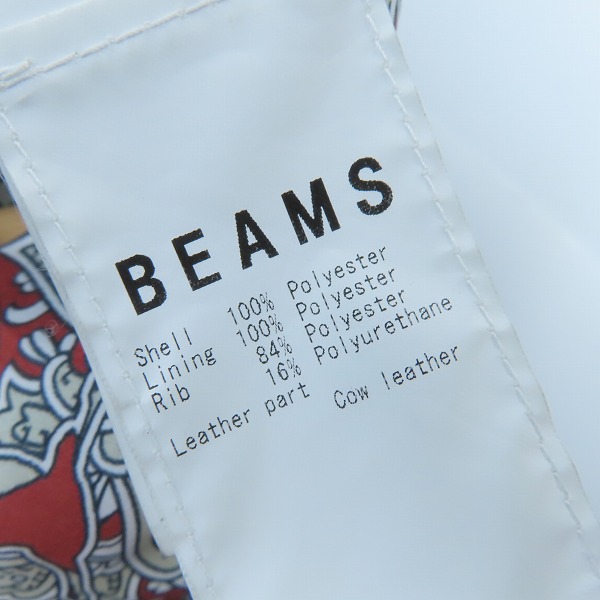 BEAMS
Shell 100% Polyester
Lining 100% Polyester
Rib 84% Polyester
16% Polyurethane
Leather part Cow leather